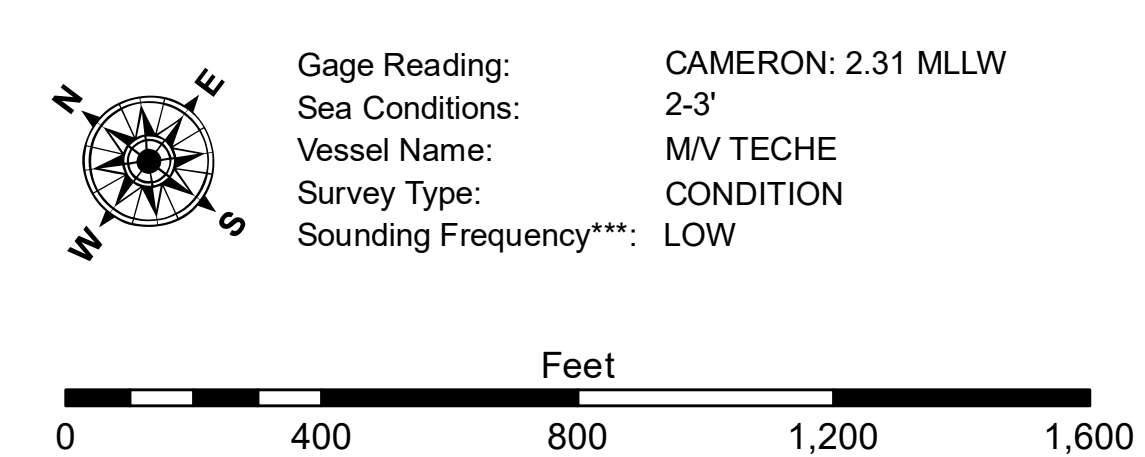 N E
W S
Gage Reading: CAMERON: 2.31 MLLW
Sea Conditions: 2-3'
Vessel Name: M/V TECHE
Survey Type: CONDITION
Sounding Frequency***: LOW
Feet
0 400 800 1,200 1,600